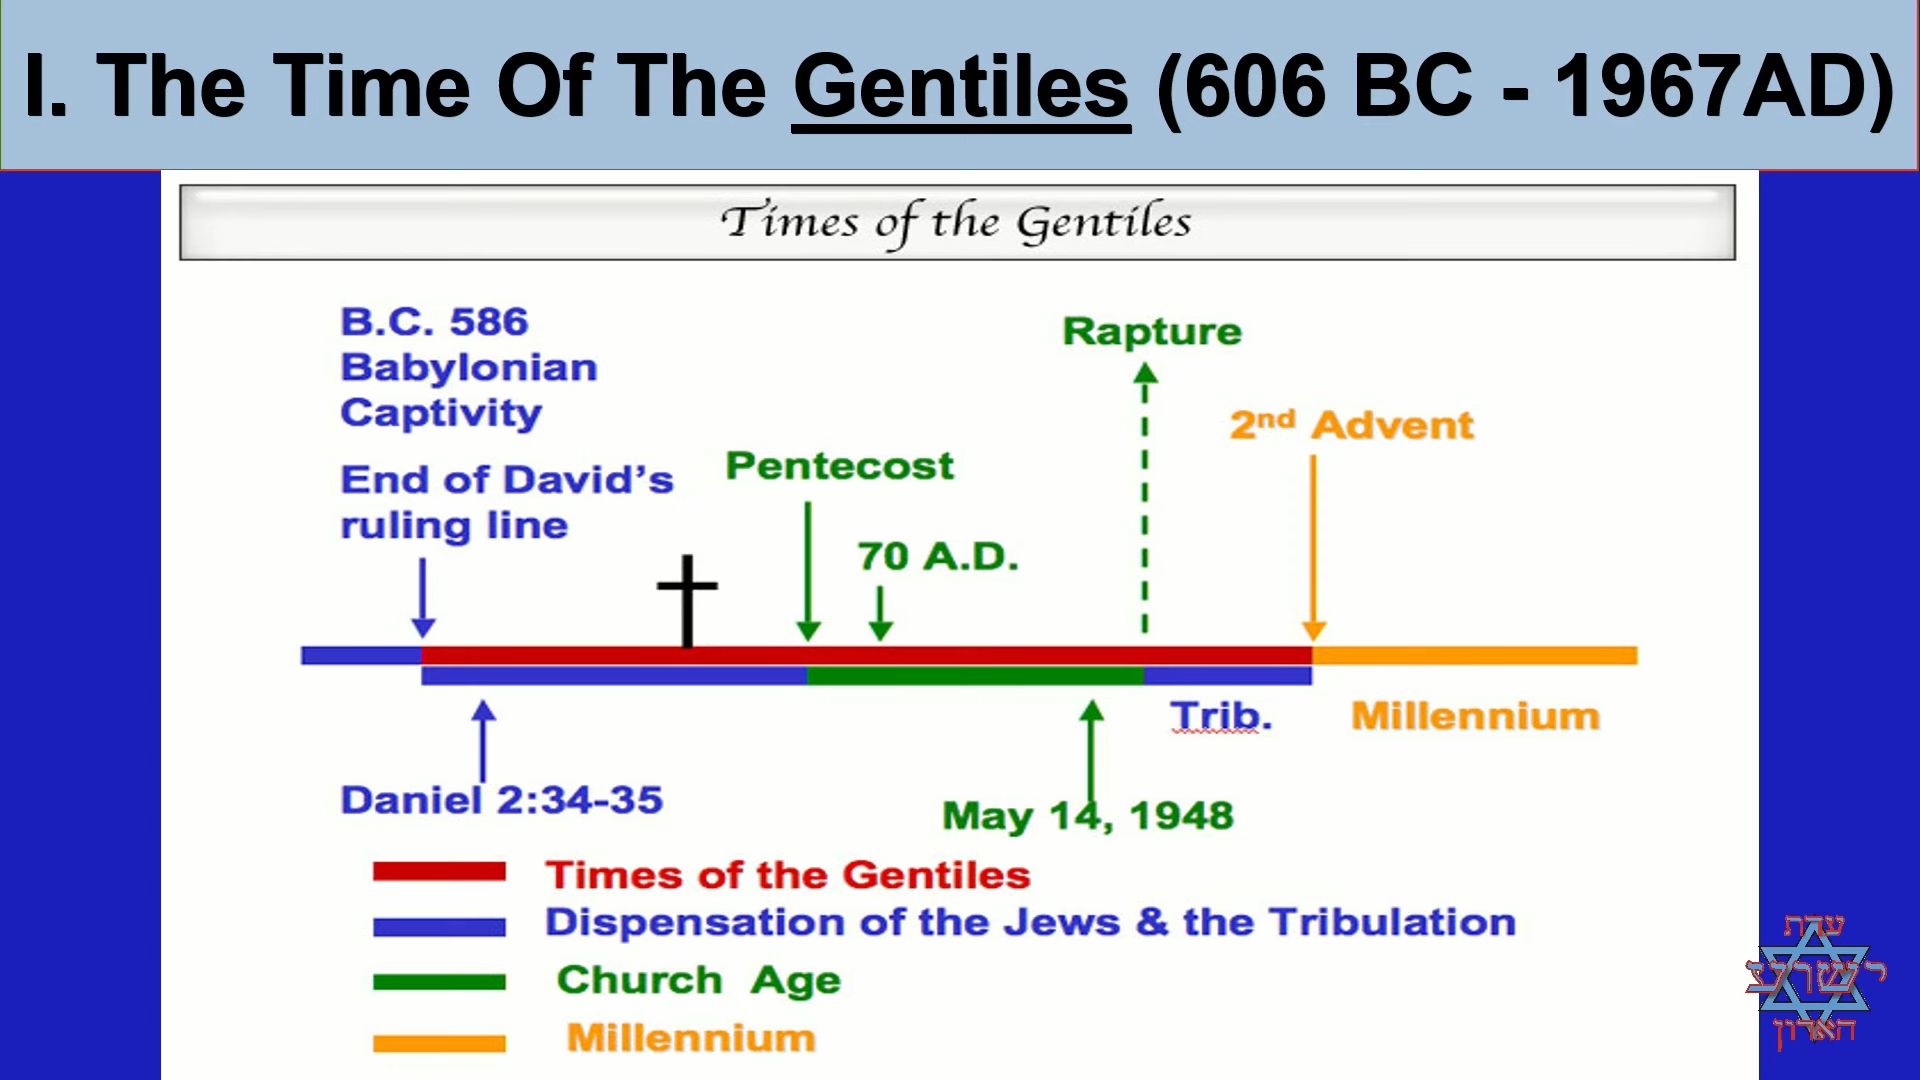 I. The Time Of The Gentiles (606 BC - 1967AD)
Times of the Gentiles
B.C. 586
Babylonian
Captivity
End of David's
ruling line
Pentecost
70 A.D.
Rapture
2nd Advent
Trib.
Millennium
Daniel 2:34-35
May 14, 1948
Times of the Gentiles
Dispensation of the Jews & the Tribulation
Church Age
Millennium
עדת
האדון